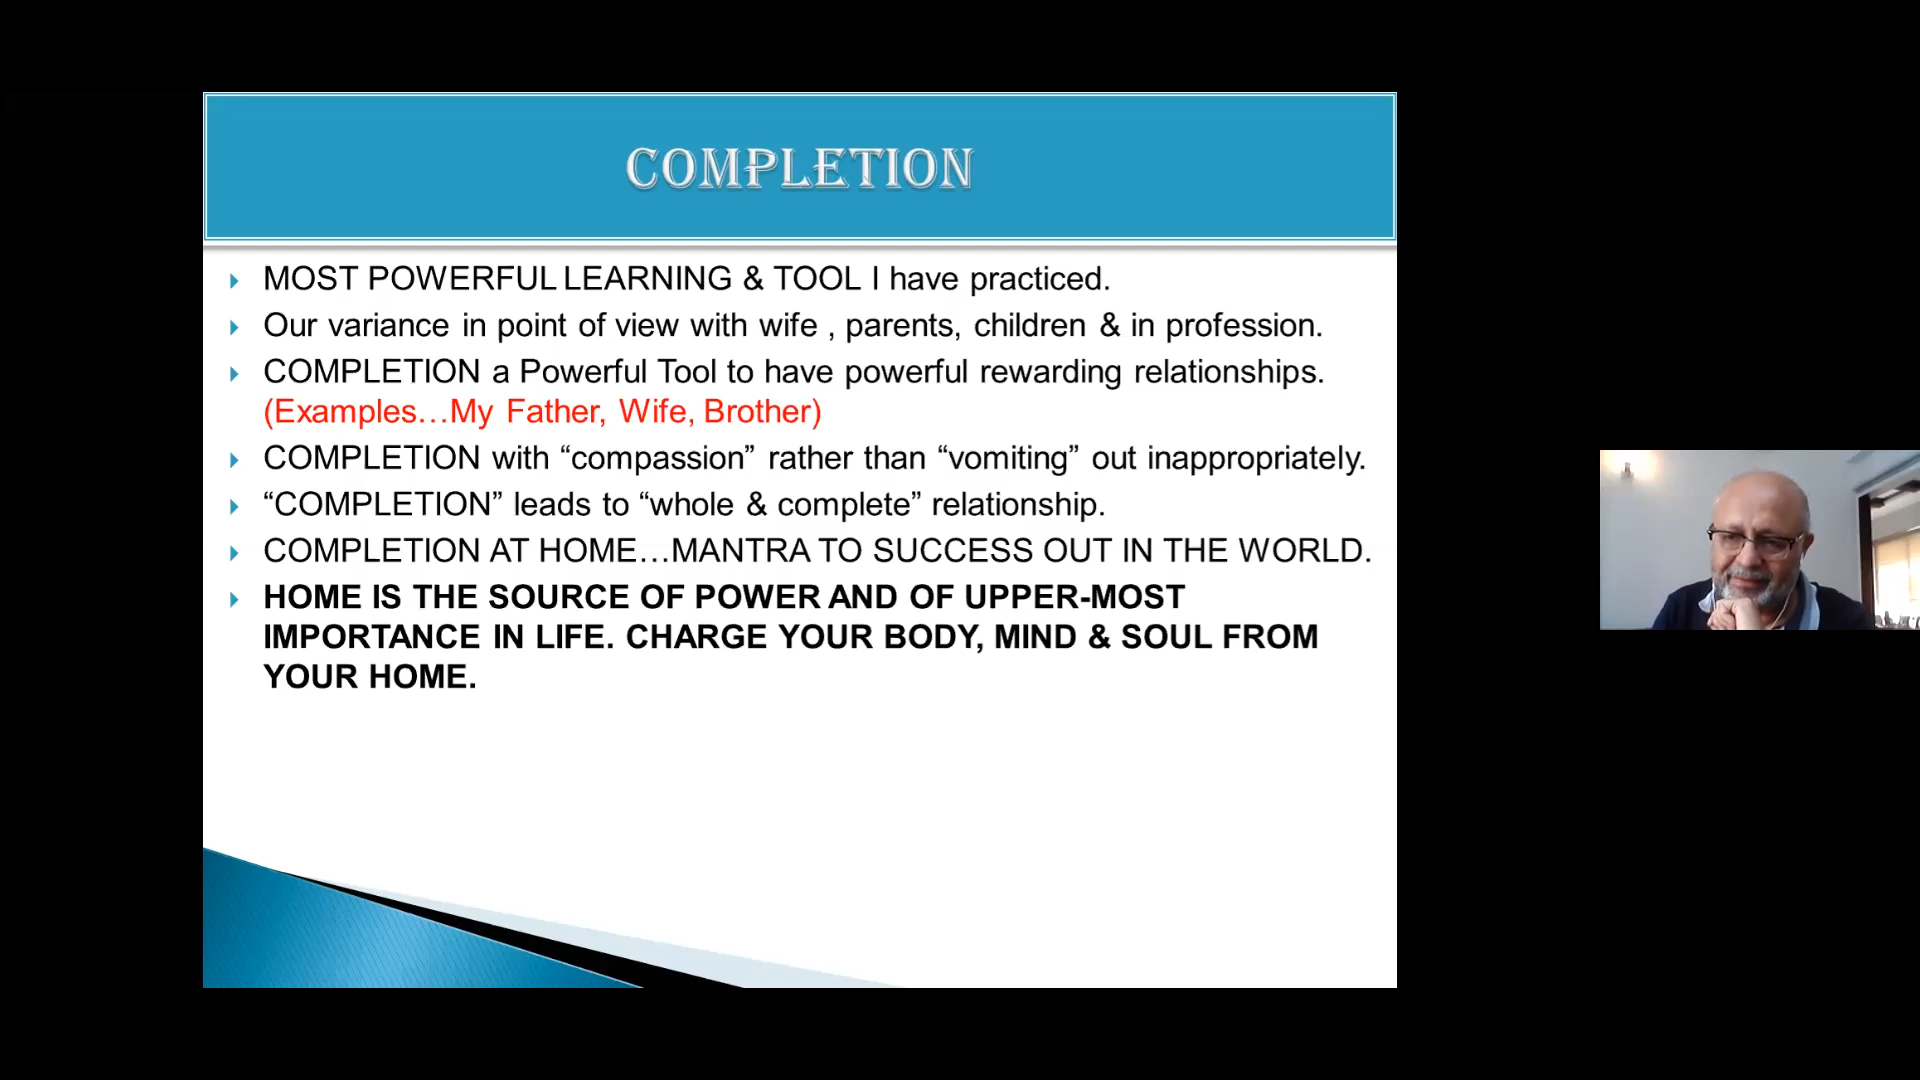 COMPLETION
MOST POWERFUL LEARNING & TOOL I have practiced.
Our variance in point of view with wife , parents, children & in profession.
COMPLETION a Powerful Tool to have powerful rewarding relationships.
(Examples…My Father, Wife, Brother)
COMPLETION with “compassion” rather than “vomiting” out inappropriately.
“COMPLETION” leads to “whole & complete” relationship.
COMPLETION AT HOME…MANTRA TO SUCCESS OUT IN THE WORLD.
HOME IS THE SOURCE OF POWER AND OF UPPER-MOST
IMPORTANCE IN LIFE. CHARGE YOUR BODY, MIND & SOUL FROM
YOUR HOME.